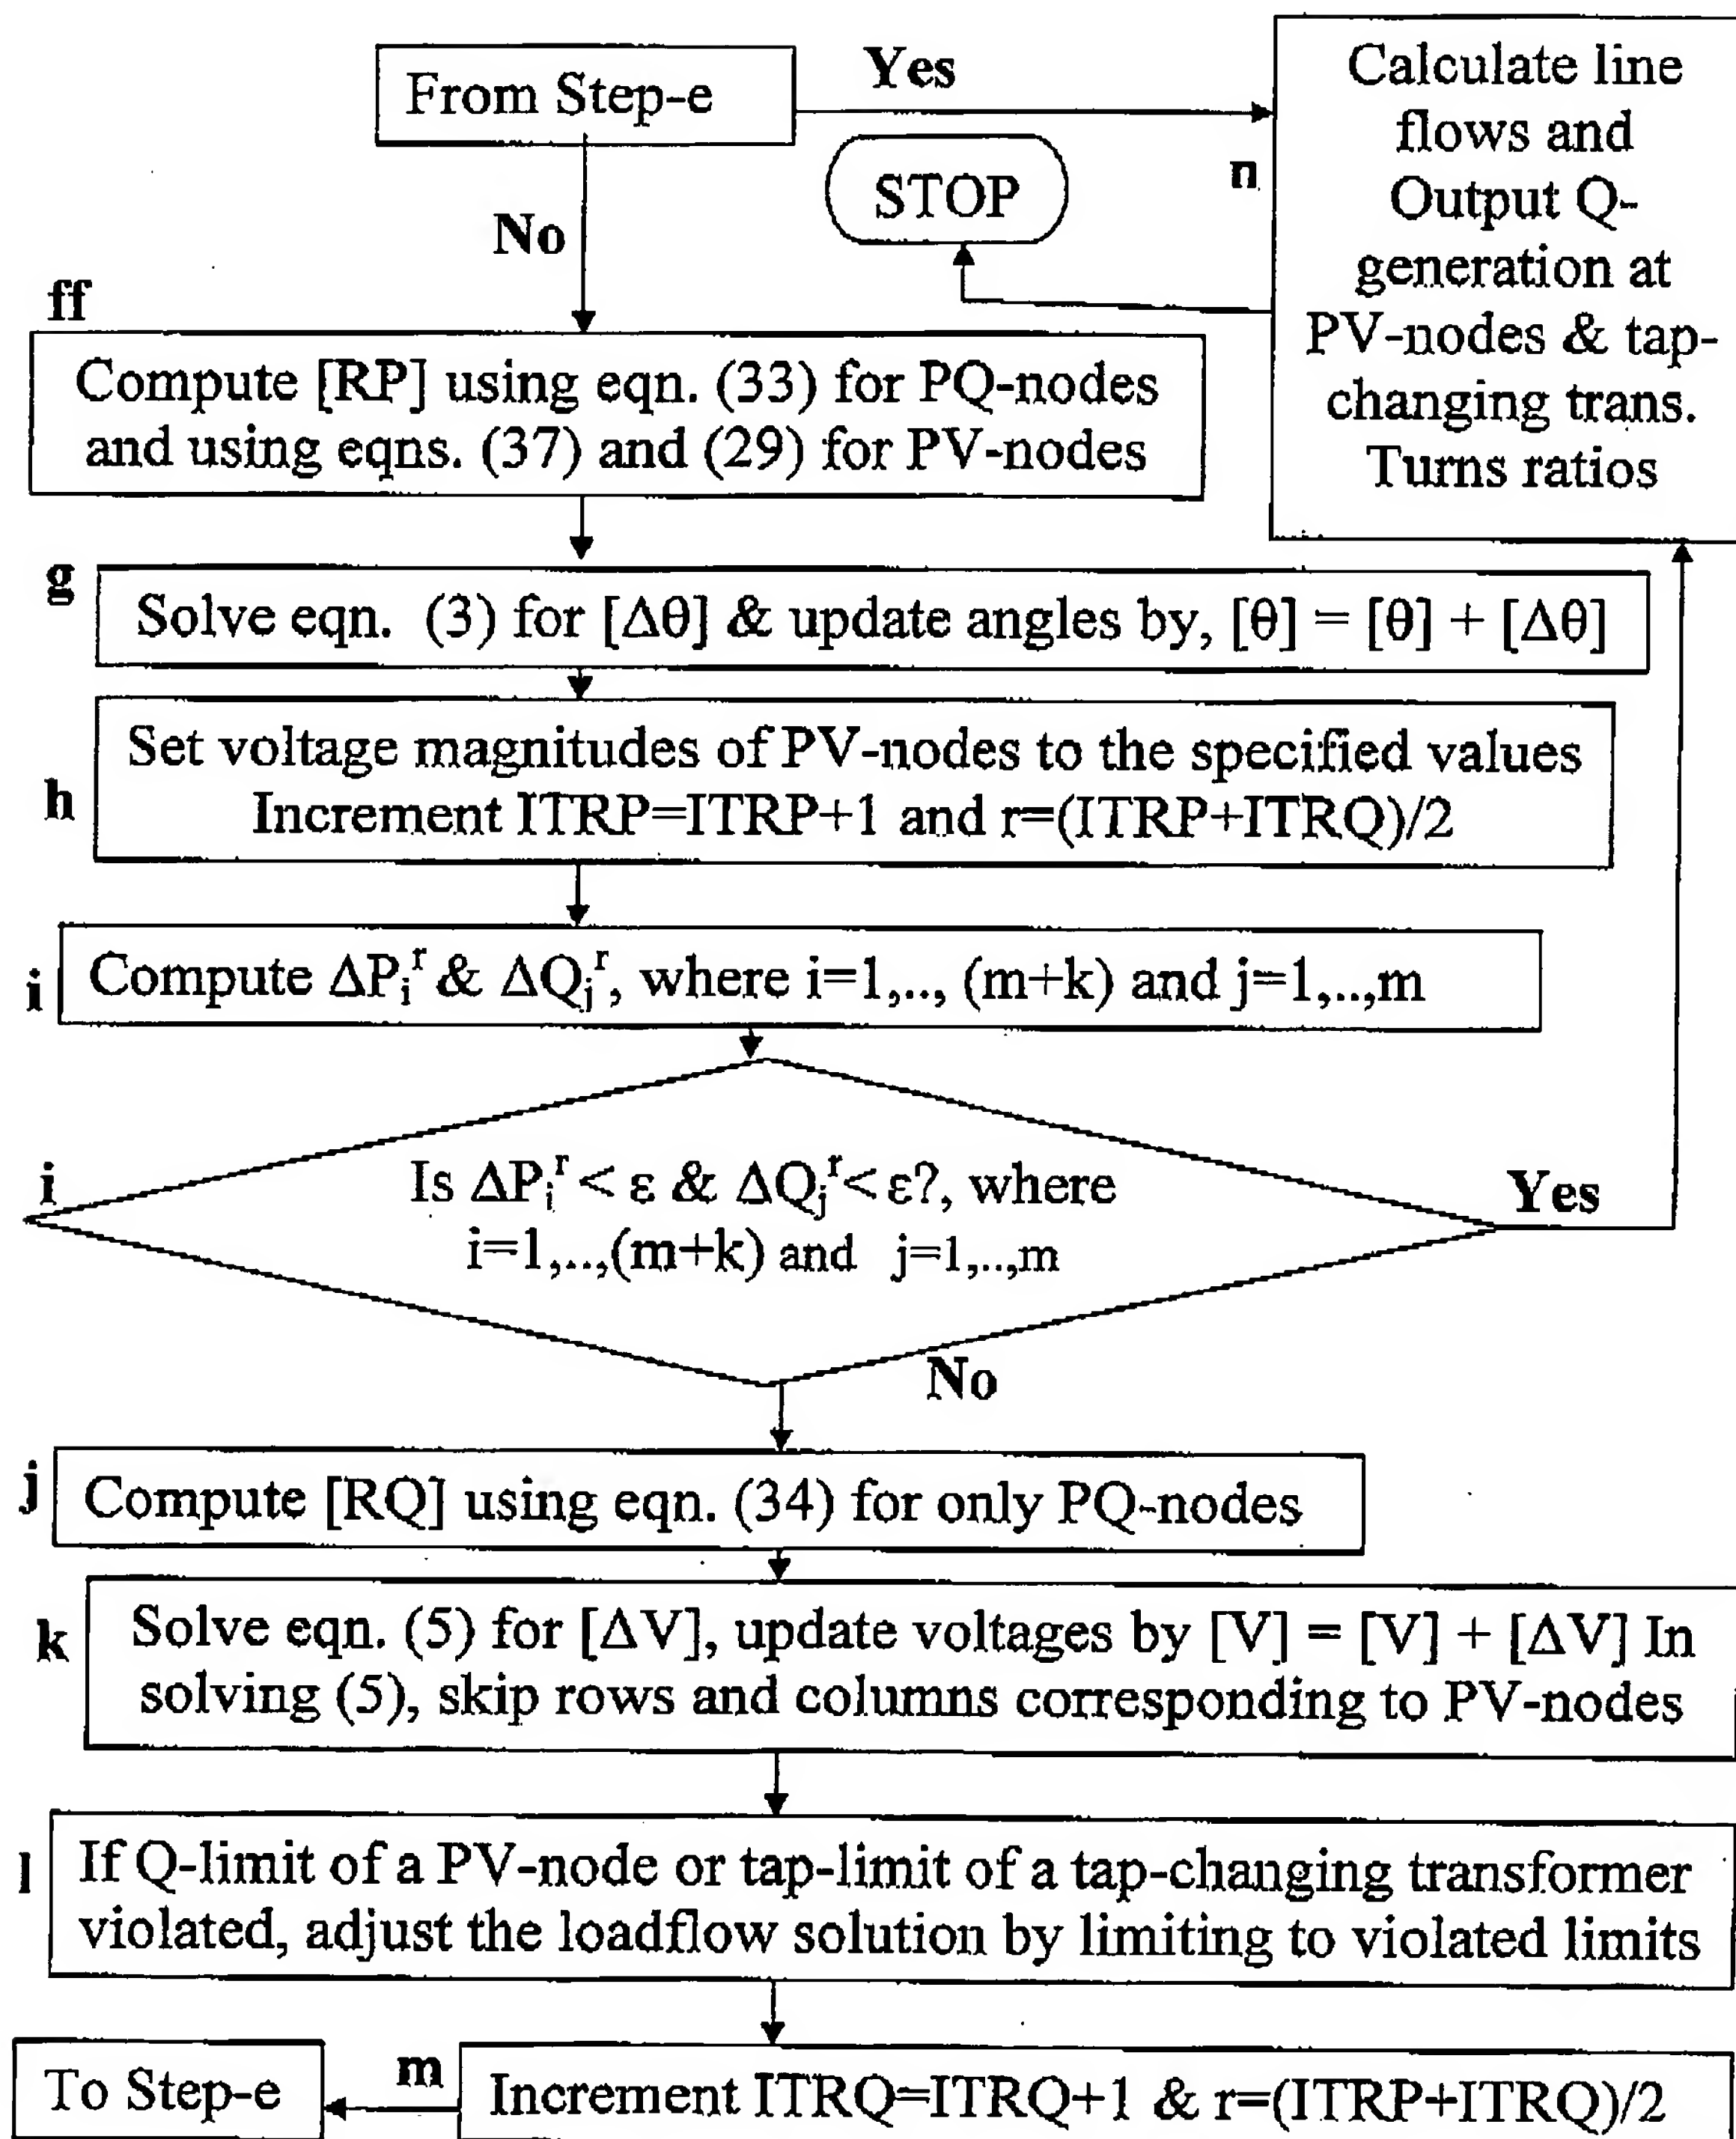 From Step-e
Yes
No
STOP
n
Calculate line
flows and
Output Q-
generation at
PV-nodes & tap-
changing trans.
Turns ratios
ff
Compute [RP] using eqn. (33) for PQ-nodes
and using eqns. (37) and (29) for PV-nodes
g
Solve eqn. (3) for [Δθ] & update angles by, [θ] = [θ] + [Δθ]
h
Set voltage magnitudes of PV-nodes to the specified values
Increment ITRP=ITRP+1 and r=(ITRP+ITRQ)/2
i
Compute ΔPᵢʳ & ΔQⱼʳ, where i=1,.., (m+k) and j=1,..,m
i
Is ΔPᵢʳ < ε & ΔQⱼʳ< ε?, where
i=1,..,(m+k) and j=1,..,m
Yes
No
j
Compute [RQ] using eqn. (34) for only PQ-nodes
k
Solve eqn. (5) for [ΔV], update voltages by [V] = [V] + [ΔV] In
solving (5), skip rows and columns corresponding to PV-nodes
l
If Q-limit of a PV-node or tap-limit of a tap-changing transformer
violated, adjust the loadflow solution by limiting to violated limits
To Step-e
m
Increment ITRQ=ITRQ+1 & r=(ITRP+ITRQ)/2